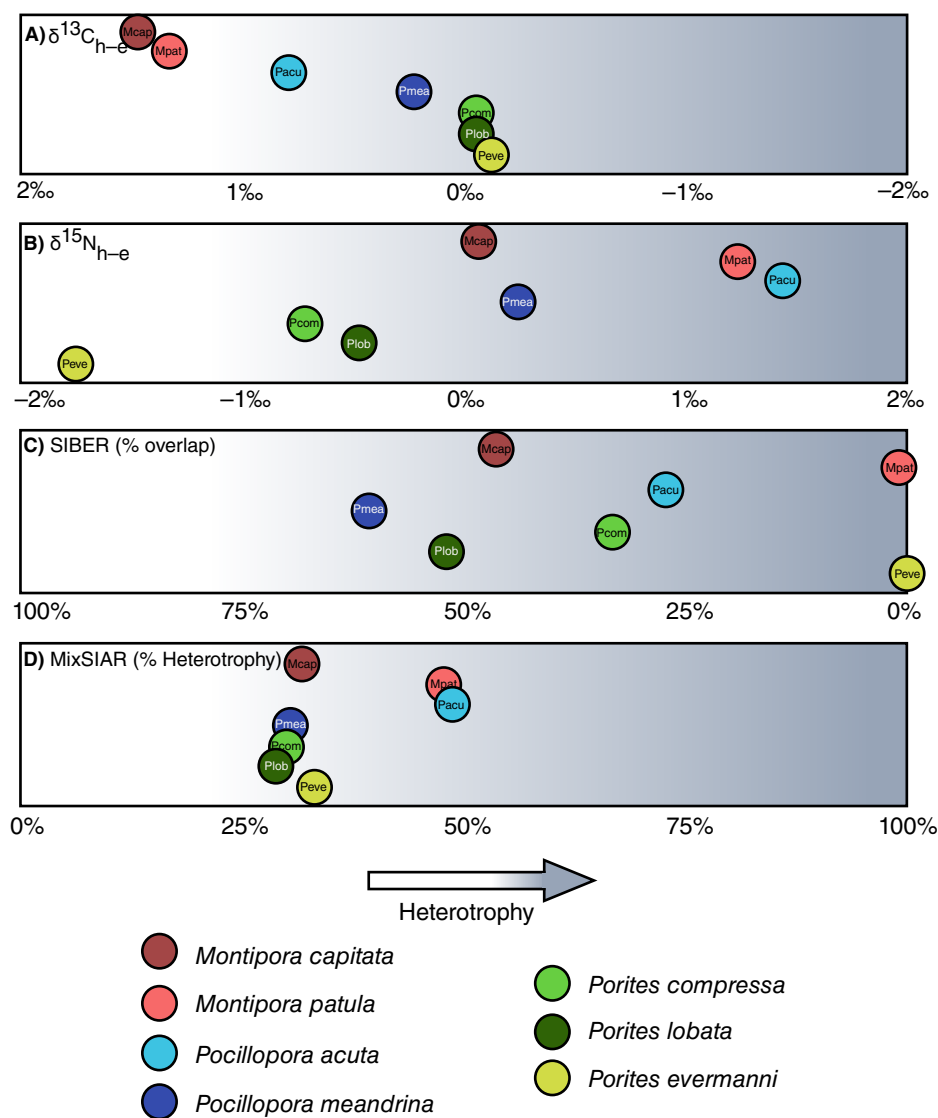 A) δ13Ch–e
Mcap
Mpat
Pacu
Pmea
Pcom
Plob
Peve
2‰ 1‰ 0‰ –1‰ –2‰
B) δ15Nh–e
Mcap
Mpat
Pacu
Pmea
Pcom
Plob
Peve
–2‰ –1‰ 0‰ 1‰ 2‰
C) SIBER (% overlap)
Mcap
Mpat
Pacu
Pmea
Pcom
Plob
Peve
100% 75% 50% 25% 0%
D) MixSIAR (% Heterotrophy)
Mcap
Mpat
Pacu
Pmea
Pcom
Plob
Peve
0% 25% 50% 75% 100%
Heterotrophy
Montipora capitata
Montipora patula
Pocillopora acuta
Pocillopora meandrina
Porites compressa
Porites lobata
Porites evermanni